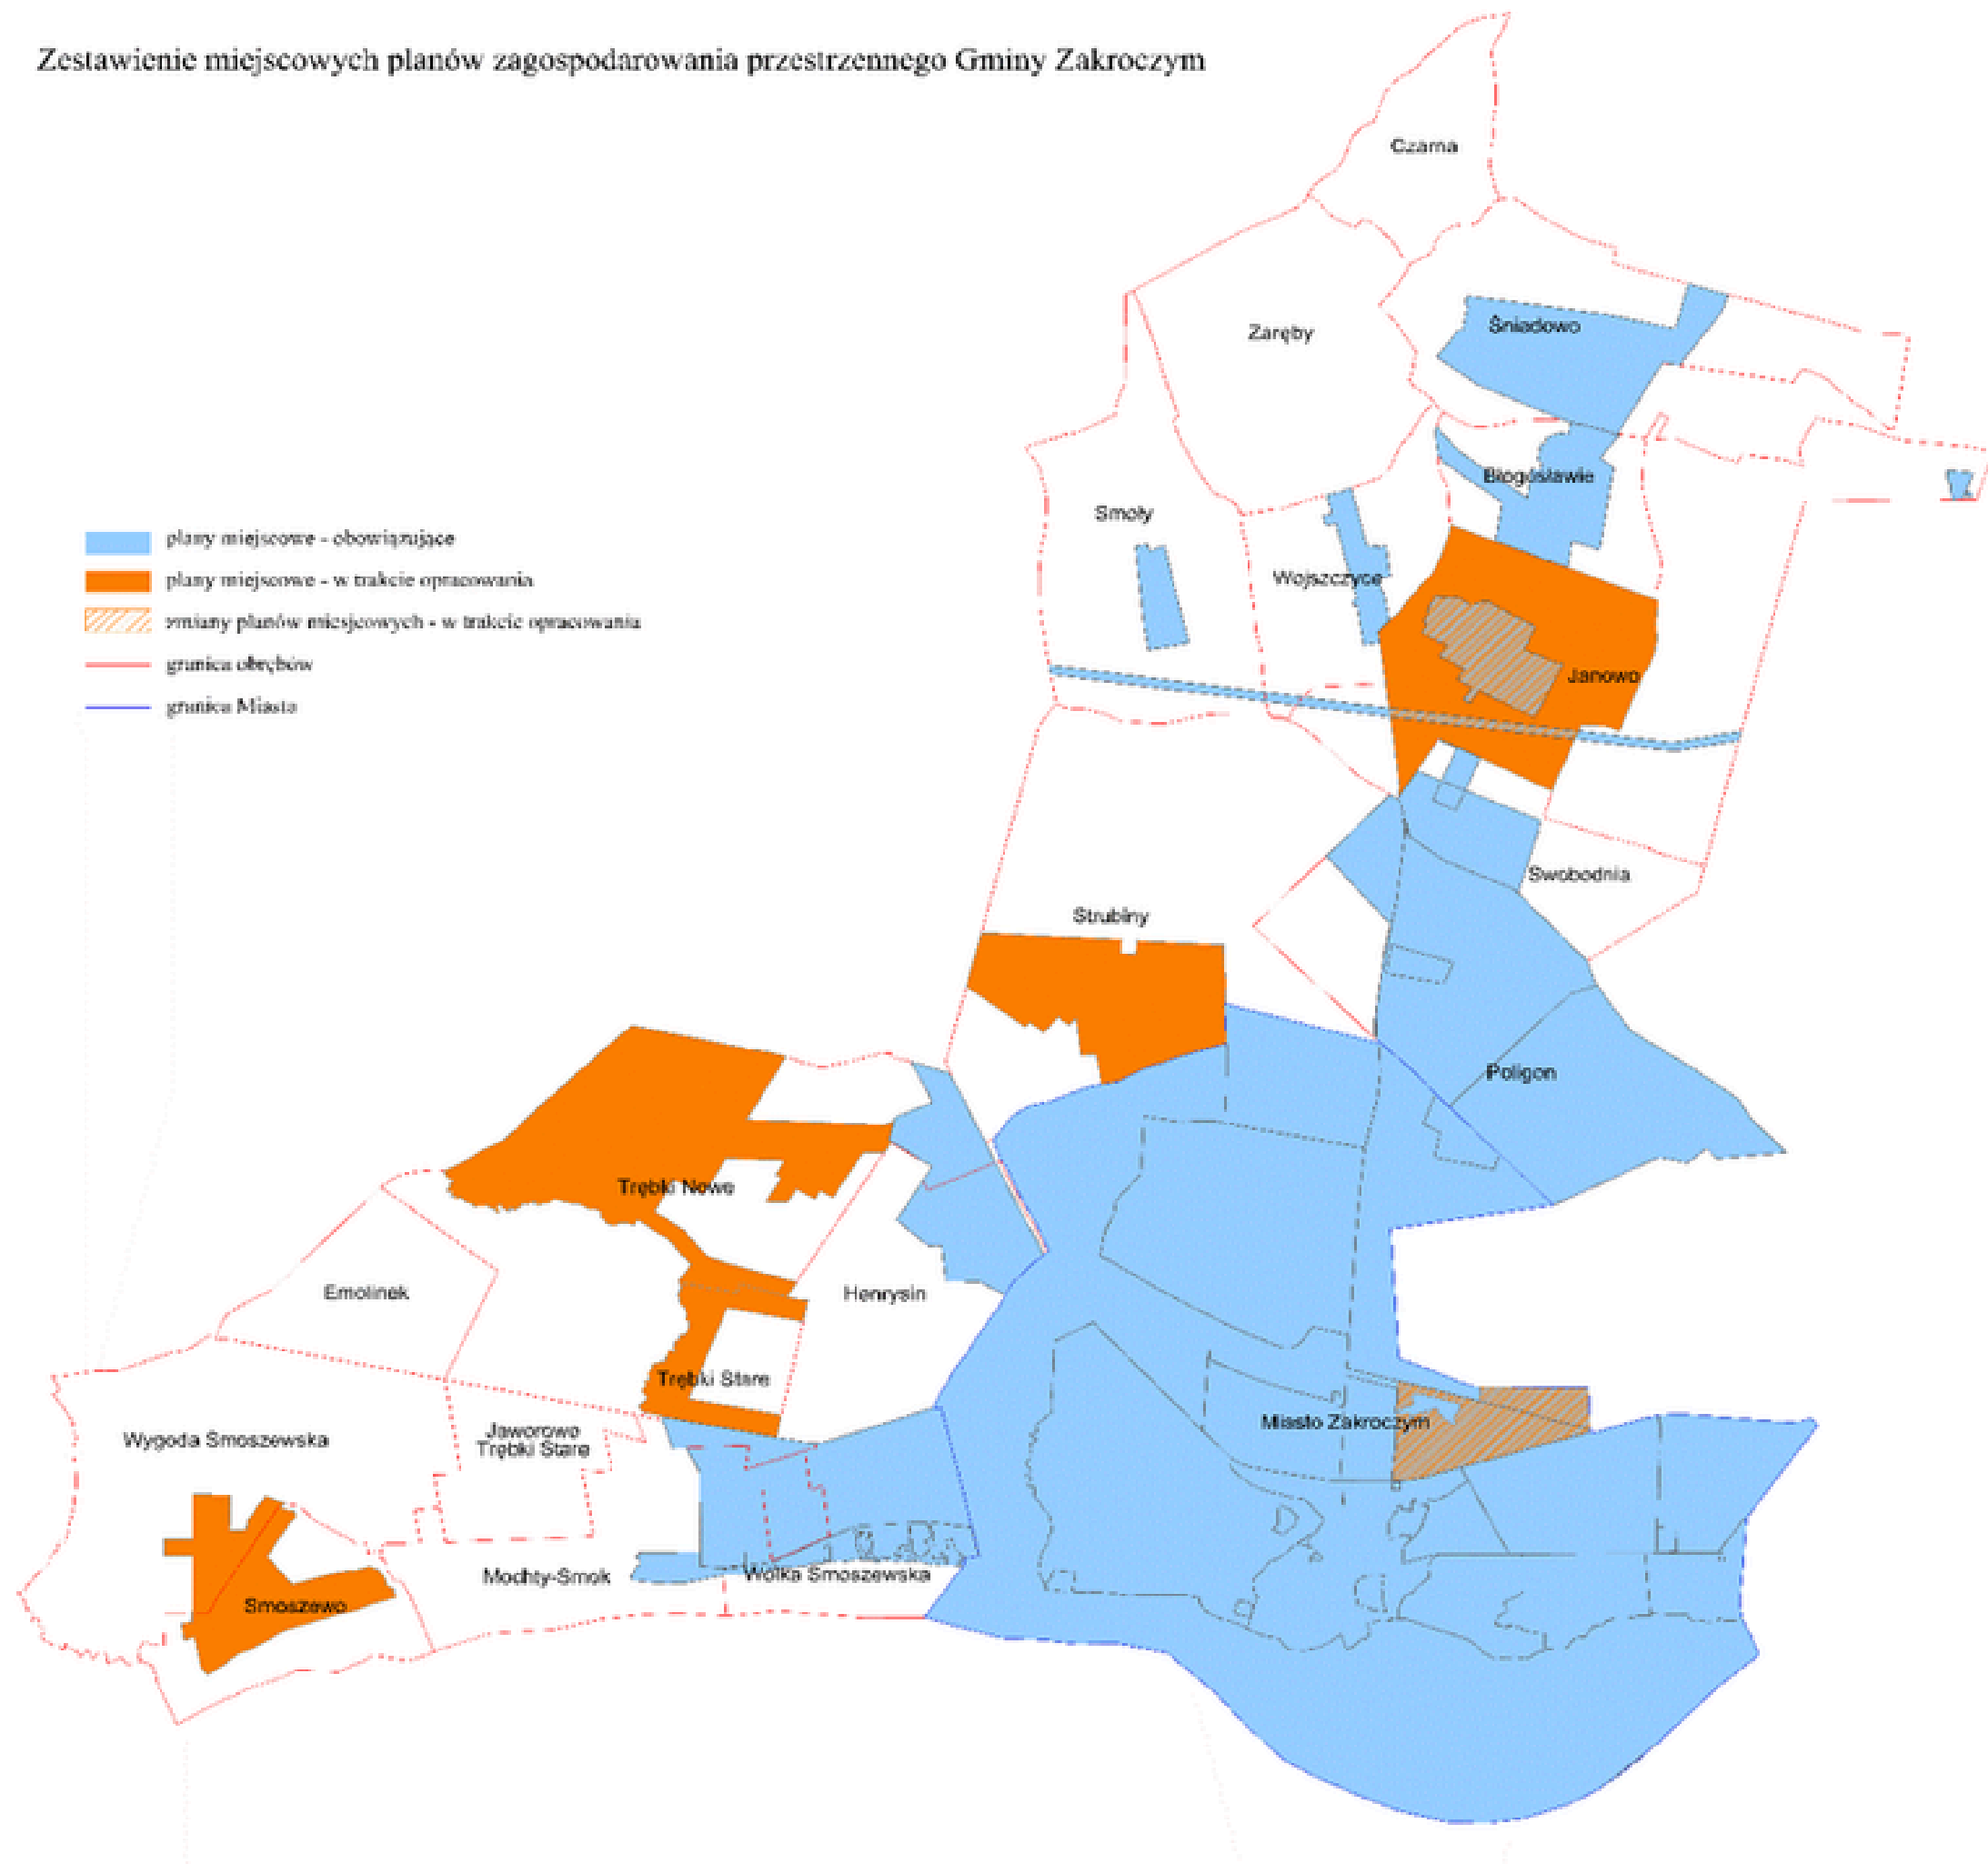 Zestawienie miejscowych planów zagospodarowania przestrzennego Gminy Zakroczym
Czarna
Zaręby
Śniadowo
Błogosławie
Smoły
Wojszczyce
Janowo
plany miejscowe - obowiązujące
plany miejscowe - w trakcie opracowania
zmiany planów miesjcowych - w trakcie opracowania
granica obrębów
granica Miasta
Swobodnia
Strubiny
Poligon
Trębki Nowe
Emolinek
Henrysin
Trębki Stare
Miasto Zakroczym
Wygoda Smoszewska
Jaworowo
Trębki Stare
Mochty-Smok
Wólka Smoszewska
Smoszewo